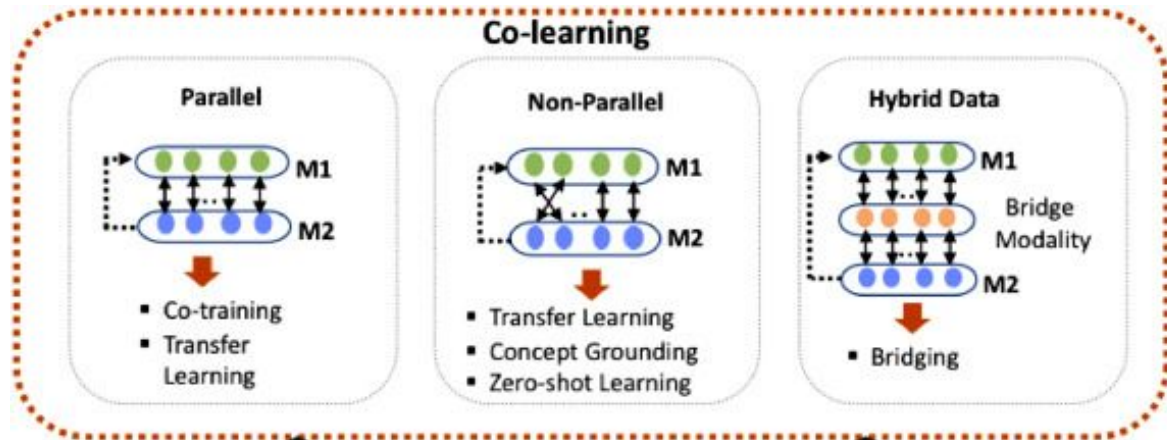 Co-learning
Parallel
M1
M2
▪ Co-training
▪ Transfer
Learning
Non-Parallel
M1
M2
▪ Transfer Learning
▪ Concept Grounding
▪ Zero-shot Learning
Hybrid Data
M1
Bridge
Modality
M2
▪ Bridging